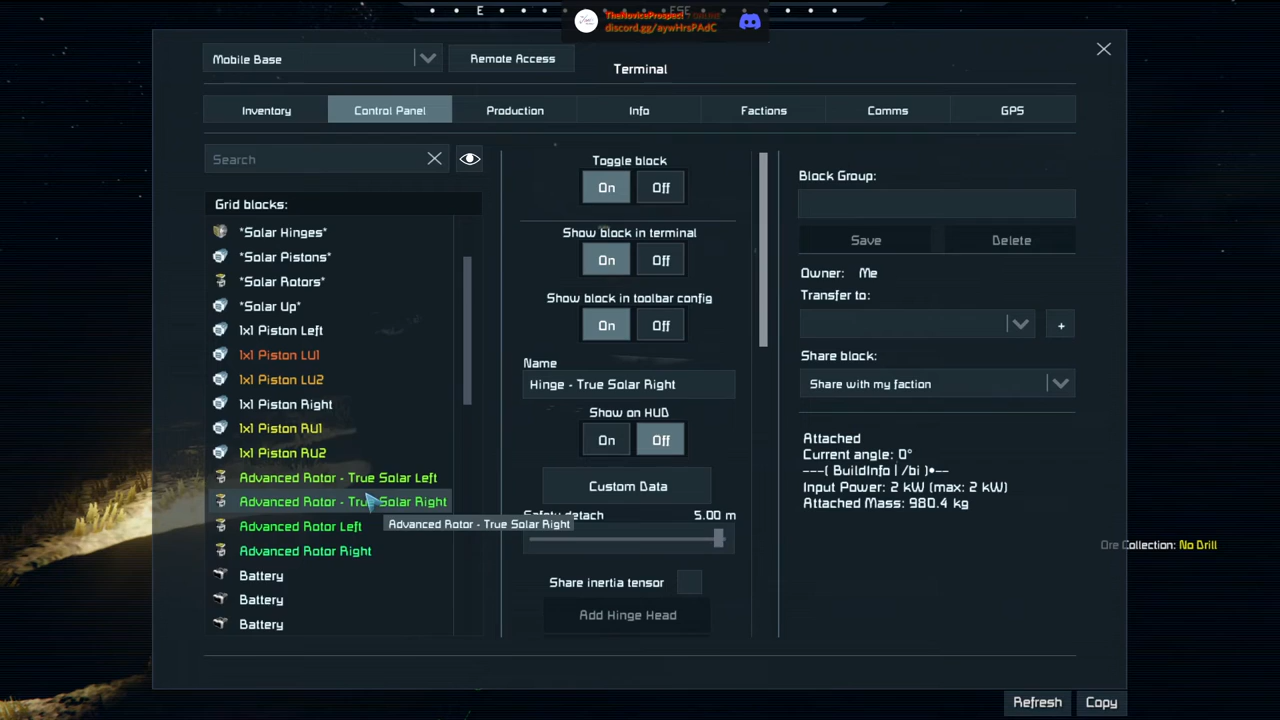 E
ESE
TheNoviceProspect
discord.gg/aywHrsPAdC
Mobile Base
Remote Access
Terminal
Inventory
Control Panel
Production
Info
Factions
Comms
GPS
Search
Grid blocks:
*Solar Hinges*
*Solar Pistons*
*Solar Rotors*
*Solar Up*
1x1 Piston Left
1x1 Piston LU1
1x1 Piston LU2
1x1 Piston Right
1x1 Piston RU1
1x1 Piston RU2
Advanced Rotor - True Solar Left
Advanced Rotor - True Solar Right
Advanced Rotor - True Solar Right
Advanced Rotor Left
Advanced Rotor Right
Battery
Battery
Battery
Toggle block
On Off
Show block in terminal
On Off
Show block in toolbar config
On Off
Name
Hinge - True Solar Right
Show on HUD
On Off
Custom Data
Safety detach 5.00 m
Share inertia tensor
Add Hinge Head
Block Group:
Save Delete
Owner: Me
Transfer to:
+
Share block:
Share with my faction
Attached
Current angle: 0°
---( BuildInfo | /bi )•--
Input Power: 2 kW (max: 2 kW)
Attached Mass: 980.4 kg
Ore Collection: No Drill
Refresh Copy